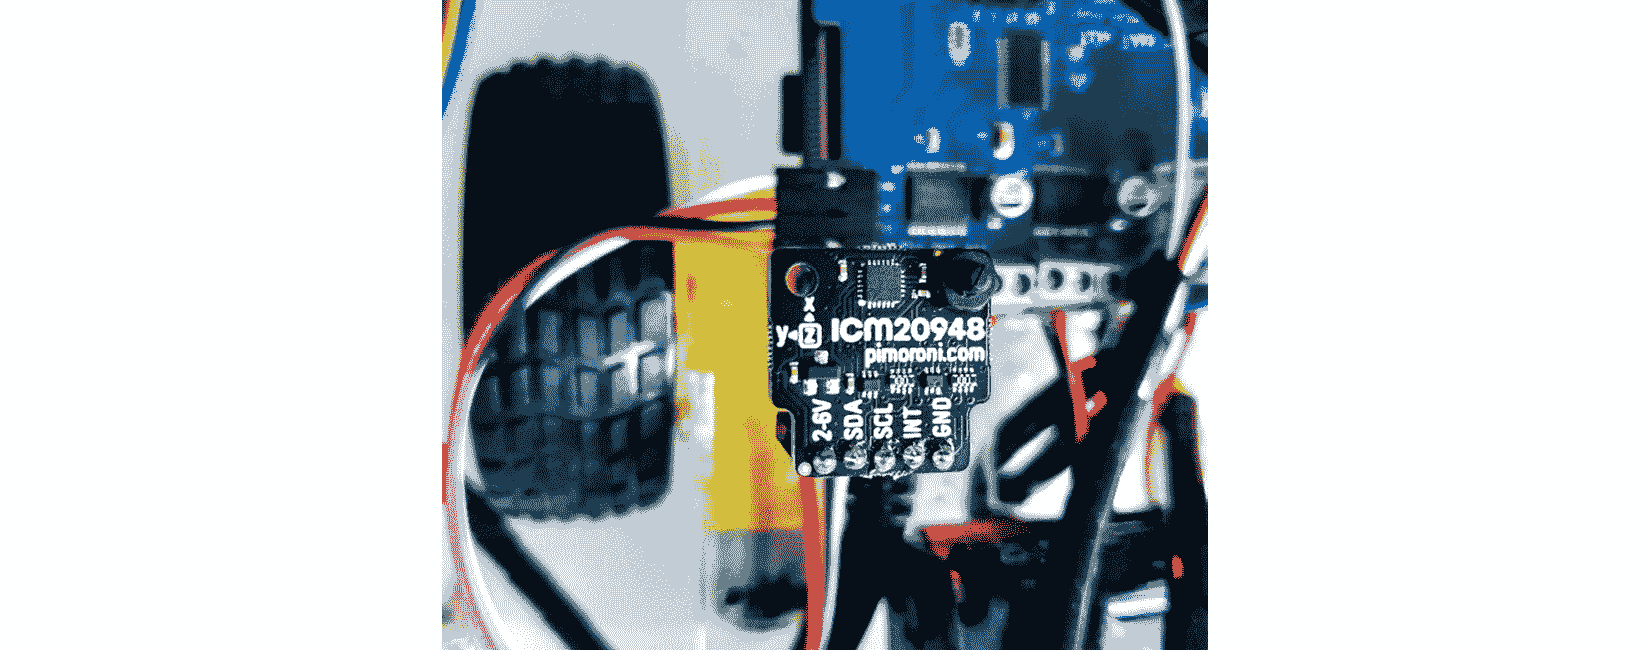 x
y z ICM20948
pimoroni.com
2-6V
SDA
SCL
INT
GND